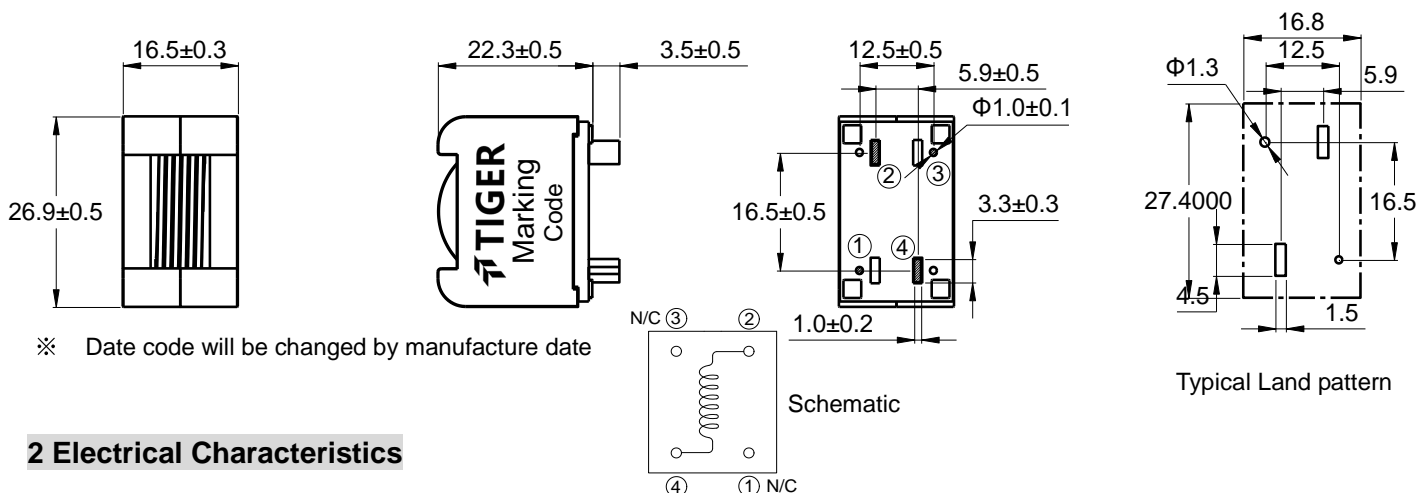 16.5±0.3
22.3±0.5
3.5±0.5
12.5±0.5
5.9±0.5
Φ1.0±0.1
16.8
12.5
5.9
Φ1.3
26.9±0.5
TIGER
Marking
Code
②
③
16.5±0.5
①
④
3.3±0.3
1.0±0.2
27.4000
16.5
4.5
1.5
※ Date code will be changed by manufacture date
N/C ③
②
Schematic
④
① N/C
Typical Land pattern
2 Electrical Characteristics